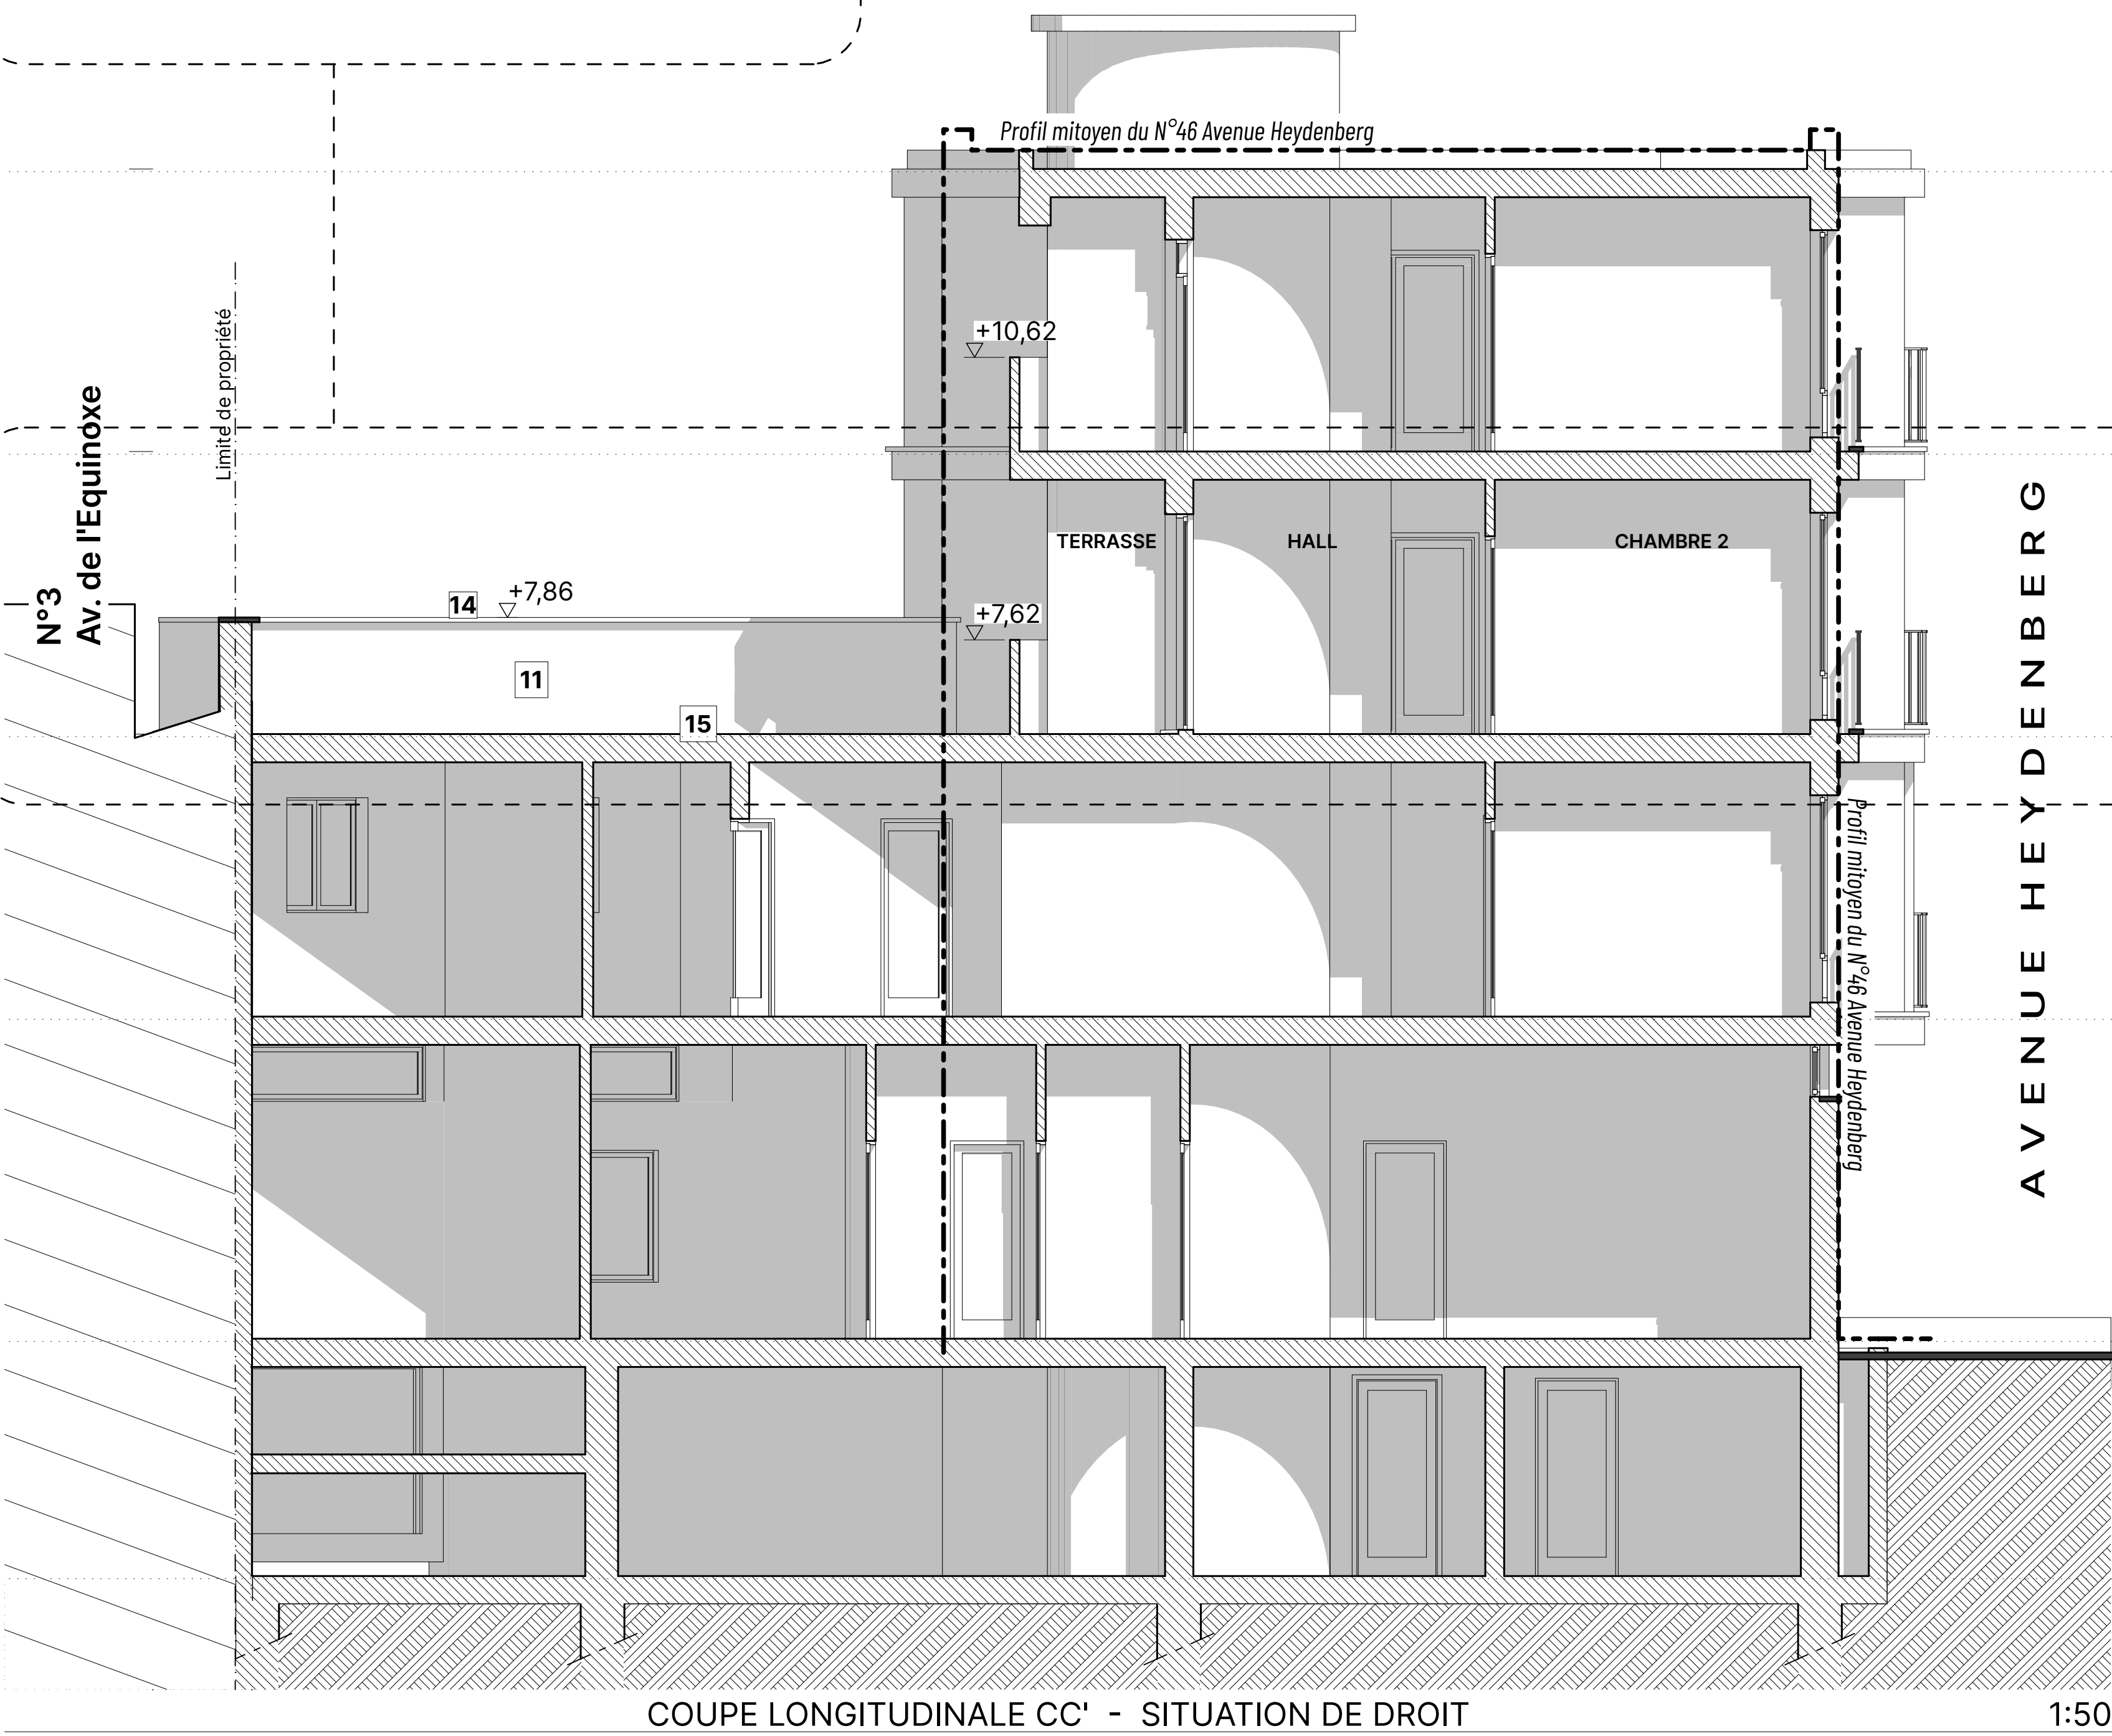 Profil mitoyen du N°46 Avenue Heydenberg
+10,62
Limite de propriété
N°3
Av. de l'Equinoxe
TERRASSE
HALL
CHAMBRE 2
14
+7,86
+7,62
11
15
Profil mitoyen du N°46 Avenue Heydenberg
AVENUE HEYDENBERG
COUPE LONGITUDINALE CC' - SITUATION DE DROIT
1:50